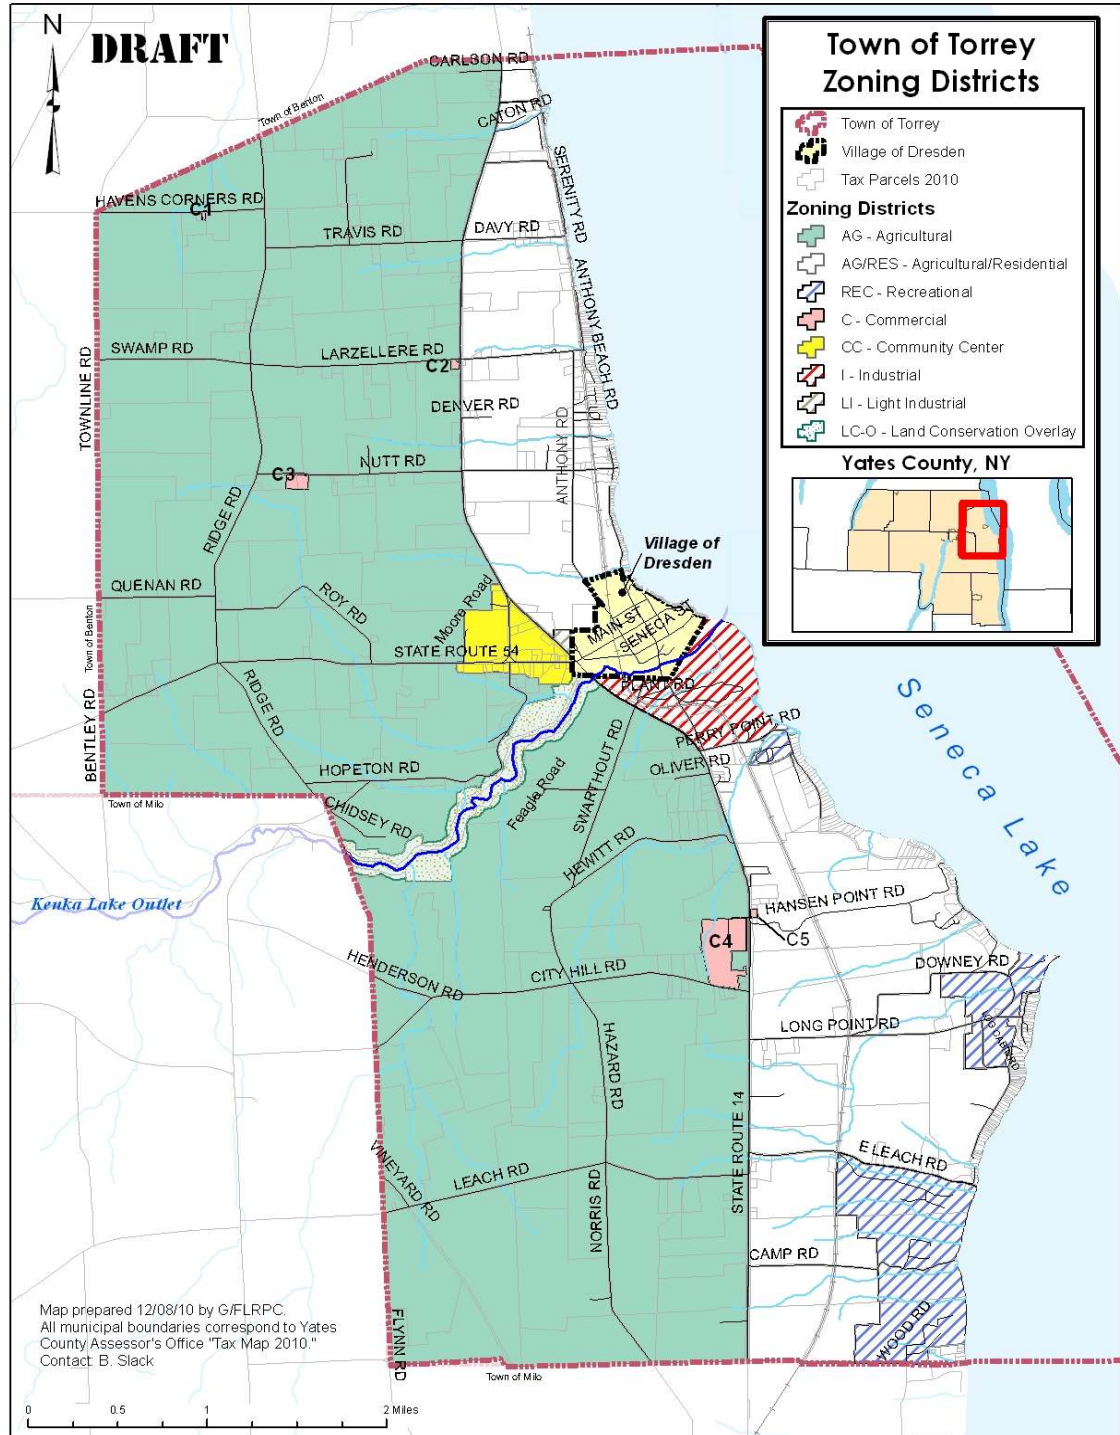 N
DRAFT
Town of Torrey
Zoning Districts
Town of Torrey
Village of Dresden
Tax Parcels 2010
Zoning Districts
AG - Agricultural
AG/RES - Agricultural/Residential
REC - Recreational
C - Commercial
CC - Community Center
I - Industrial
LI - Light Industrial
LC-O - Land Conservation Overlay
Yates County, NY
CARLSON RD
Town of Benton
CATON RD
SERENITY RD
HAVENS CORNERS RD
C1
TRAVIS RD
DAVY RD
ANTHONY BEACH RD
SWAMP RD
LARZELLERE RD
C2
TOWNLINE RD
DENVER RD
ANTHONY RD
NUTT RD
C3
RIDGE RD
Village of
Dresden
QUENAN RD
ROY RD
Moore Road
MAIN ST
SENECA ST
Town of Benton
STATE ROUTE 54
PLANT RD
RIDGE RD
BENTLEY RD
PERRY POINT RD
OLIVER RD
SWARTHOUT RD
HOPETON RD
Feagle Road
Town of Milo
CHIDSEY RD
HEWITT RD
Seneca Lake
Keuka Lake Outlet
HANSEN POINT RD
C4
C5
HENDERSON RD
CITY HILL RD
DOWNEY RD
LONG POINT RD
LOG CABIN RD
HAZARD RD
STATE ROUTE 14
E LEACH RD
VINEYARD RD
LEACH RD
NORRIS RD
CAMP RD
WOOD RD
FLYNN RD
Town of Milo
Map prepared 12/08/10 by G/FLRPC.
All municipal boundaries correspond to Yates
County Assessor's Office "Tax Map 2010."
Contact: B. Slack
0 0.5 1 2 Miles